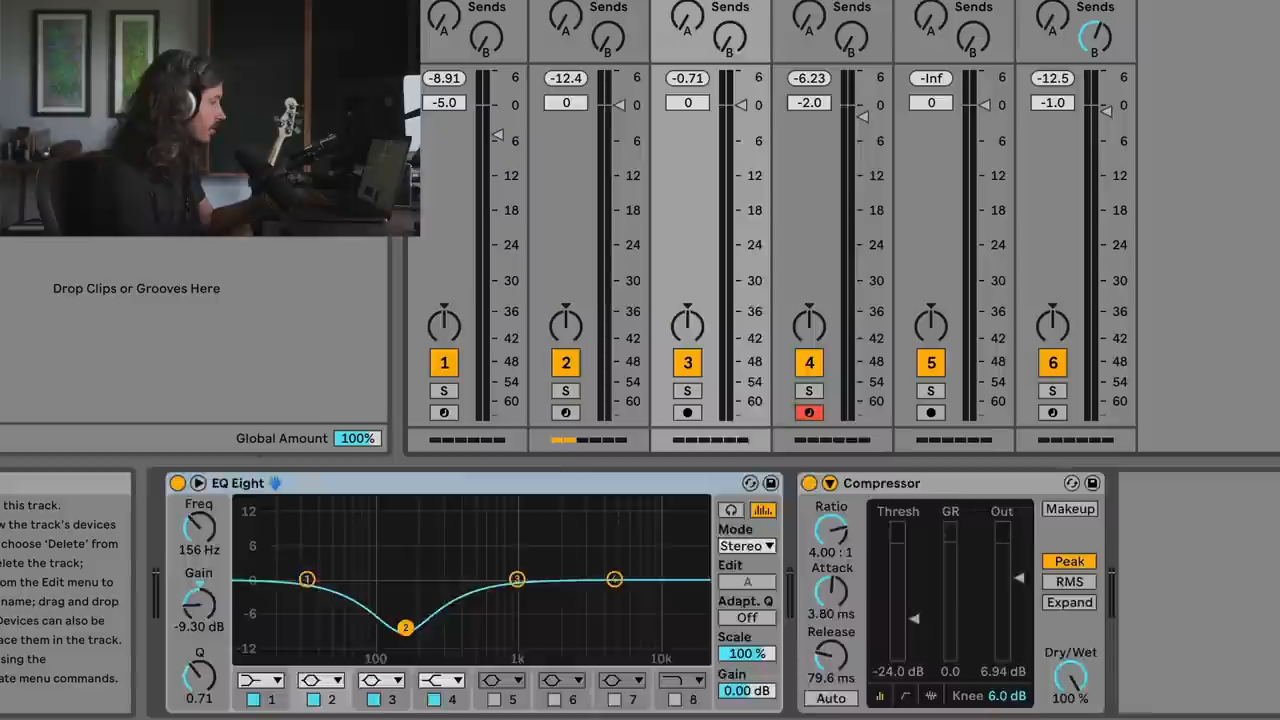 Sends Sends Sends Sends Sends Sends
A A A A A A
B B B B B B
-8.91 6 -12.4 6 -0.71 6 -6.23 6 -Inf 6 -12.5 6
-5.0 0 0 0 0 0 -2.0 0 0 0 -1.0 0
6 6 6 6 6 6
12 12 12 12 12 12
18 18 18 18 18 18
24 24 24 24 24 24
Drop Clips or Grooves Here
30 30 30 30 30 30
36 36 36 36 36 36
42 42 42 42 42 42
1 48 2 48 3 48 4 48 5 48 6 48
54 54 54 54 54 54
S S S S S S
60 60 60 60 60 60
Global Amount 100%
this track.
w the track's devices
choose 'Delete' from
elete the track;
om the Edit menu to
name; drag and drop
Devices can also be
ace them in the track.
sing the
ate menu commands.
EQ Eight
Freq
156 Hz
Gain
-9.30 dB
Q
0.71
12
6
0
-6
-12
1 2 3 4
100 1k 10k
1 2 3 4 5 6 7 8
Mode
Stereo
Edit
A
Adapt. Q
Off
Scale
100 %
Gain
0.00 dB
Compressor
Ratio
4.00 : 1
Attack
3.80 ms
Release
79.6 ms
Auto
Thresh GR Out
-24.0 dB 0.0 6.94 dB
Knee 6.0 dB
Makeup
Peak
RMS
Expand
Dry/Wet
100 %